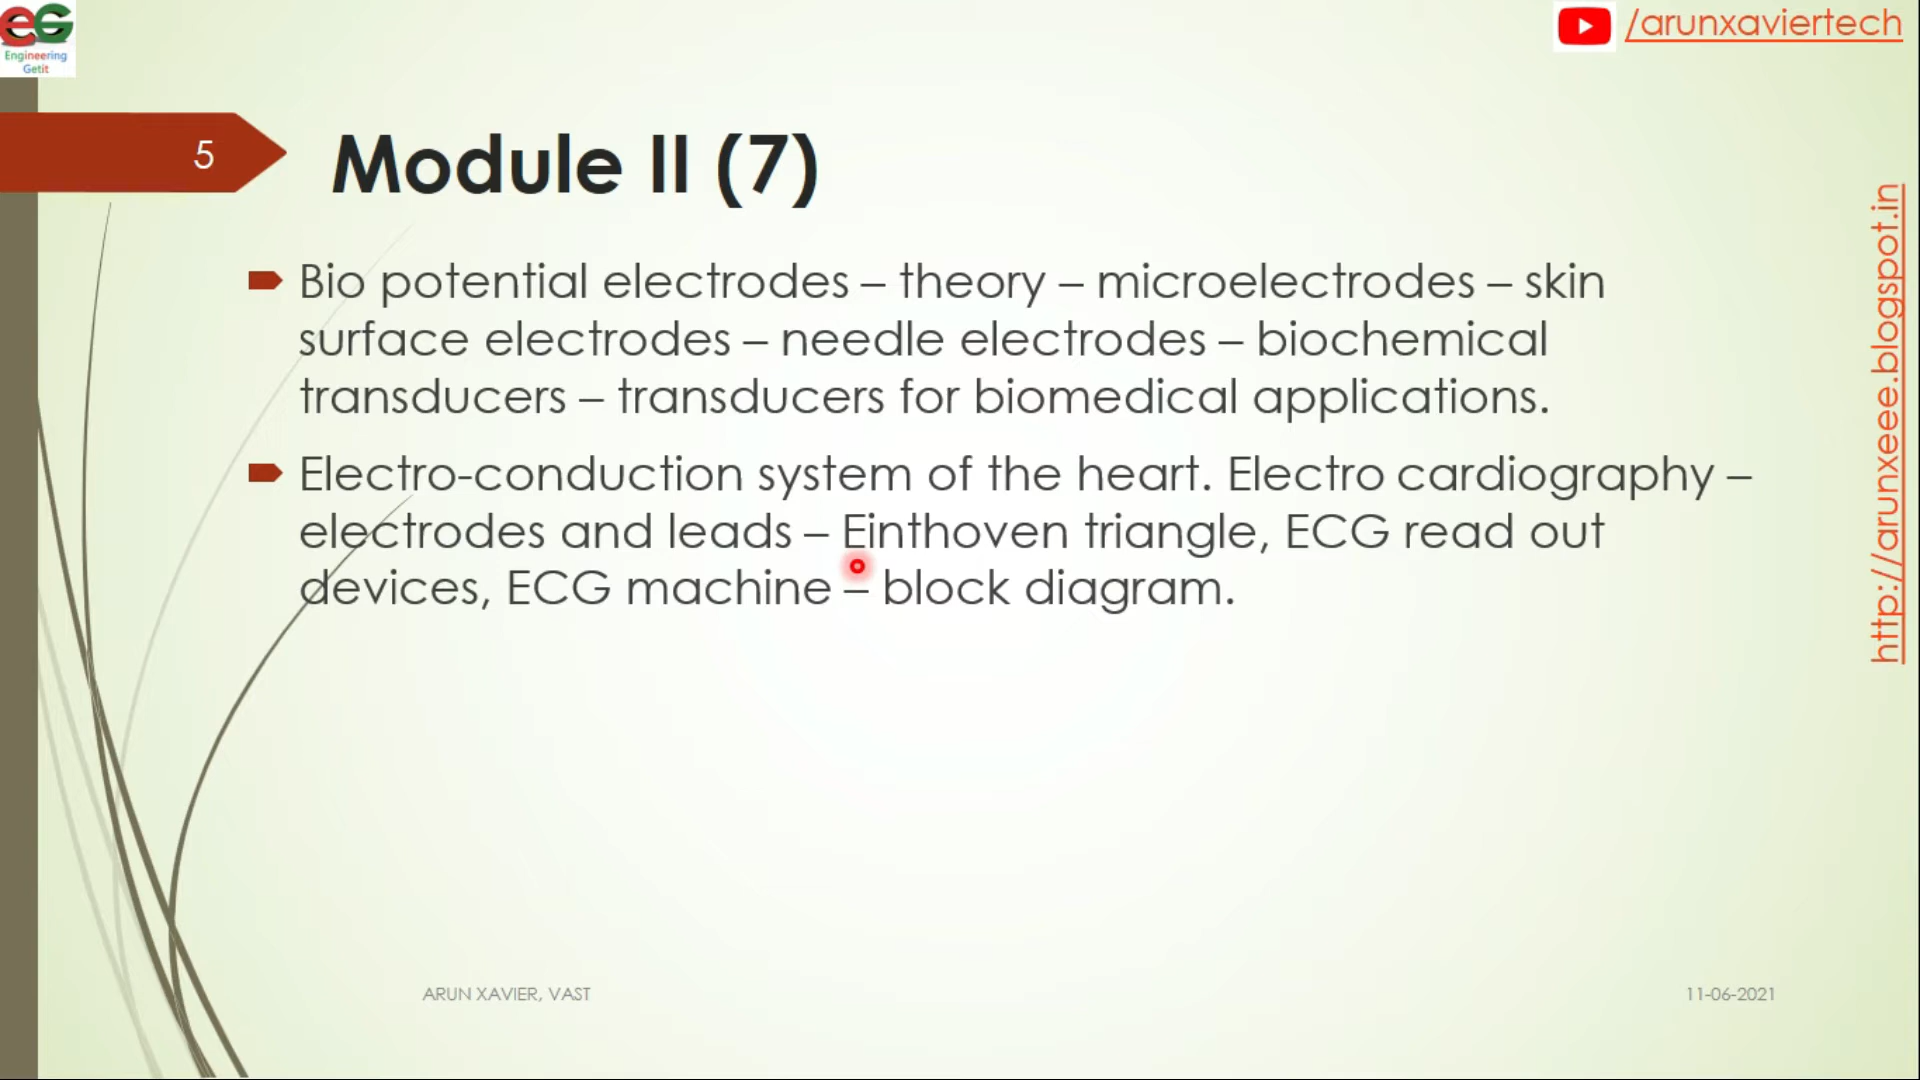 eG
Engineering
Getit
/arunxaviertech
5
Module II (7)
Bio potential electrodes – theory – microelectrodes – skin
surface electrodes – needle electrodes – biochemical
transducers – transducers for biomedical applications.
Electro-conduction system of the heart. Electro cardiography –
electrodes and leads – Einthoven triangle, ECG read out
devices, ECG machine – block diagram.
http://arunxeee.blogspot.in
ARUN XAVIER, VAST
11-06-2021